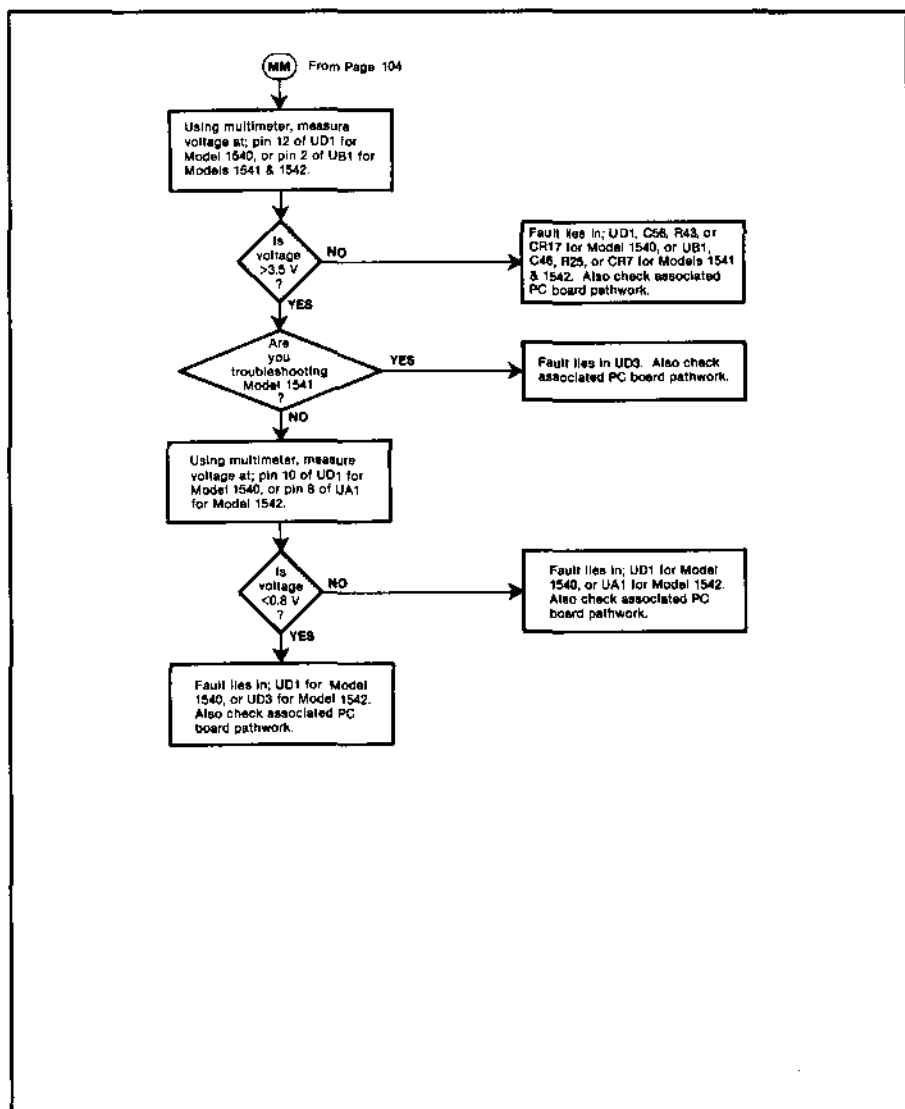 MM From Page 104
Using multimeter, measure
voltage at; pin 12 of UD1 for
Model 1540, or pin 2 of UB1 for
Models 1541 & 1542.
Is
voltage
>3.5 V
?
NO
Fault lies in; UD1, C56, R43, or
CR17 for Model 1540, or UB1,
C46, R25, or CR7 for Models 1541
& 1542. Also check associated
PC board pathwork.
YES
Are
you
troubleshooting
Model 1541
?
YES
Fault lies in UD3. Also check
associated PC board pathwork.
NO
Using multimeter, measure
voltage at; pin 10 of UD1 for
Model 1540, or pin 8 of UA1
for Model 1542.
Is
voltage
<0.8 V
?
NO
Fault lies in; UD1 for Model
1540, or UA1 for Model 1542.
Also check associated PC
board pathwork.
YES
Fault lies in; UD1 for Model
1540, or UD3 for Model 1542.
Also check associated PC
board pathwork.